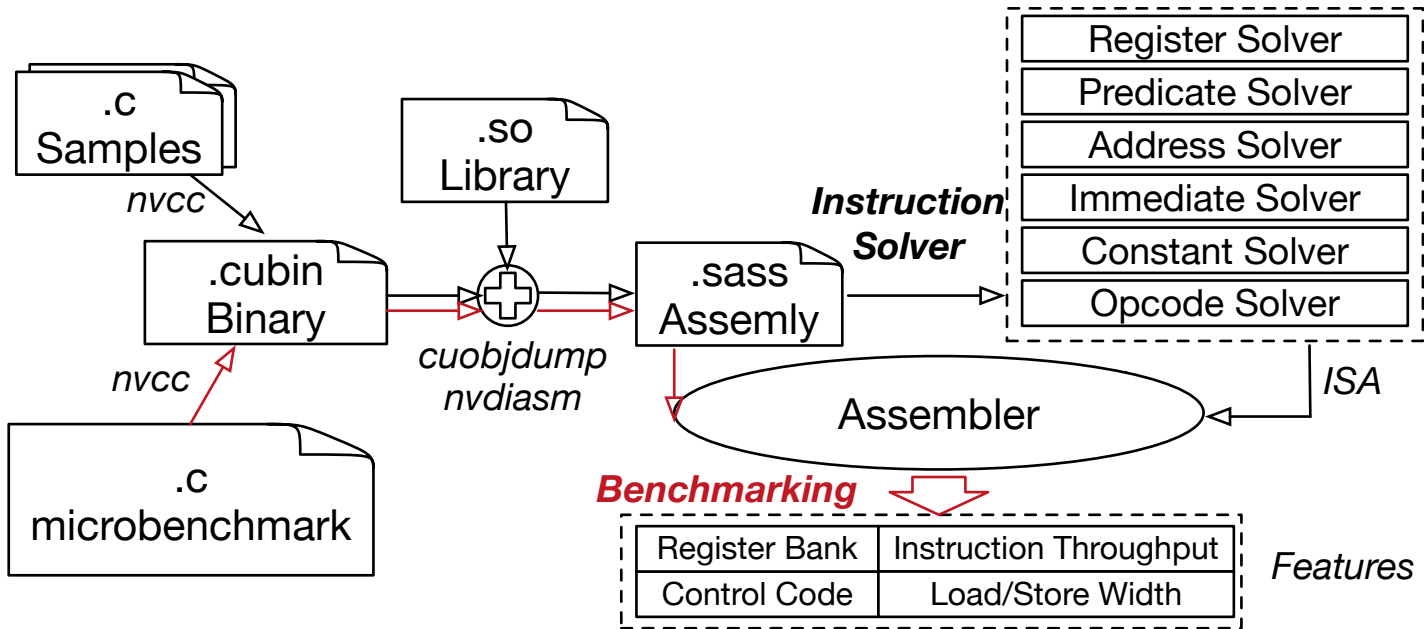 .c
Samples
nvcc
.so
Library
.cubin
Binary
nvcc
.c
microbenchmark
cuobjdump
nvdiasm
.sass
Assemly
Instruction
Solver
Register Solver
Predicate Solver
Address Solver
Immediate Solver
Constant Solver
Opcode Solver
ISA
Assembler
Benchmarking
Register Bank
Instruction Throughput
Control Code
Load/Store Width
Features